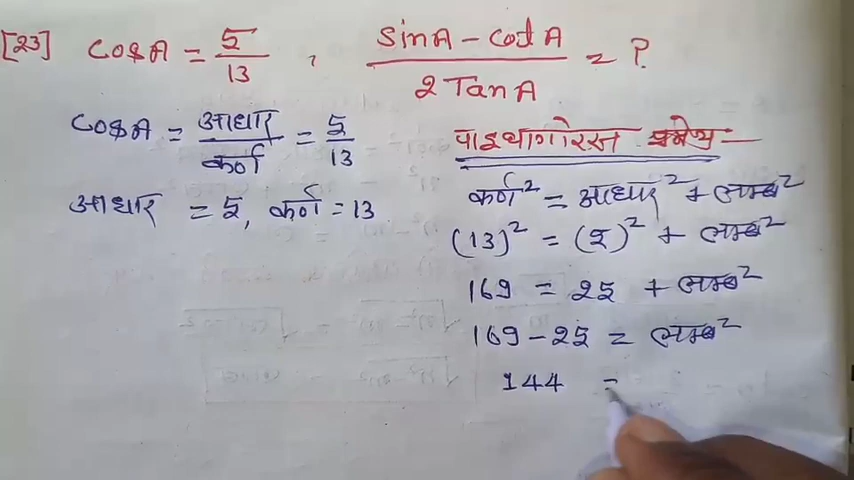 [23] CosA = 5/13 , (SinA - CotA)/(2 TanA) = ?
CosA = आधार/कर्ण = 5/13
आधार = 5, कर्ण = 13
पाइथागोरस प्रमेय :—
कर्ण² = आधार² + लम्ब²
(13)² = (5)² + लम्ब²
169 = 25 + लम्ब²
169 - 25 = लम्ब²
144 =